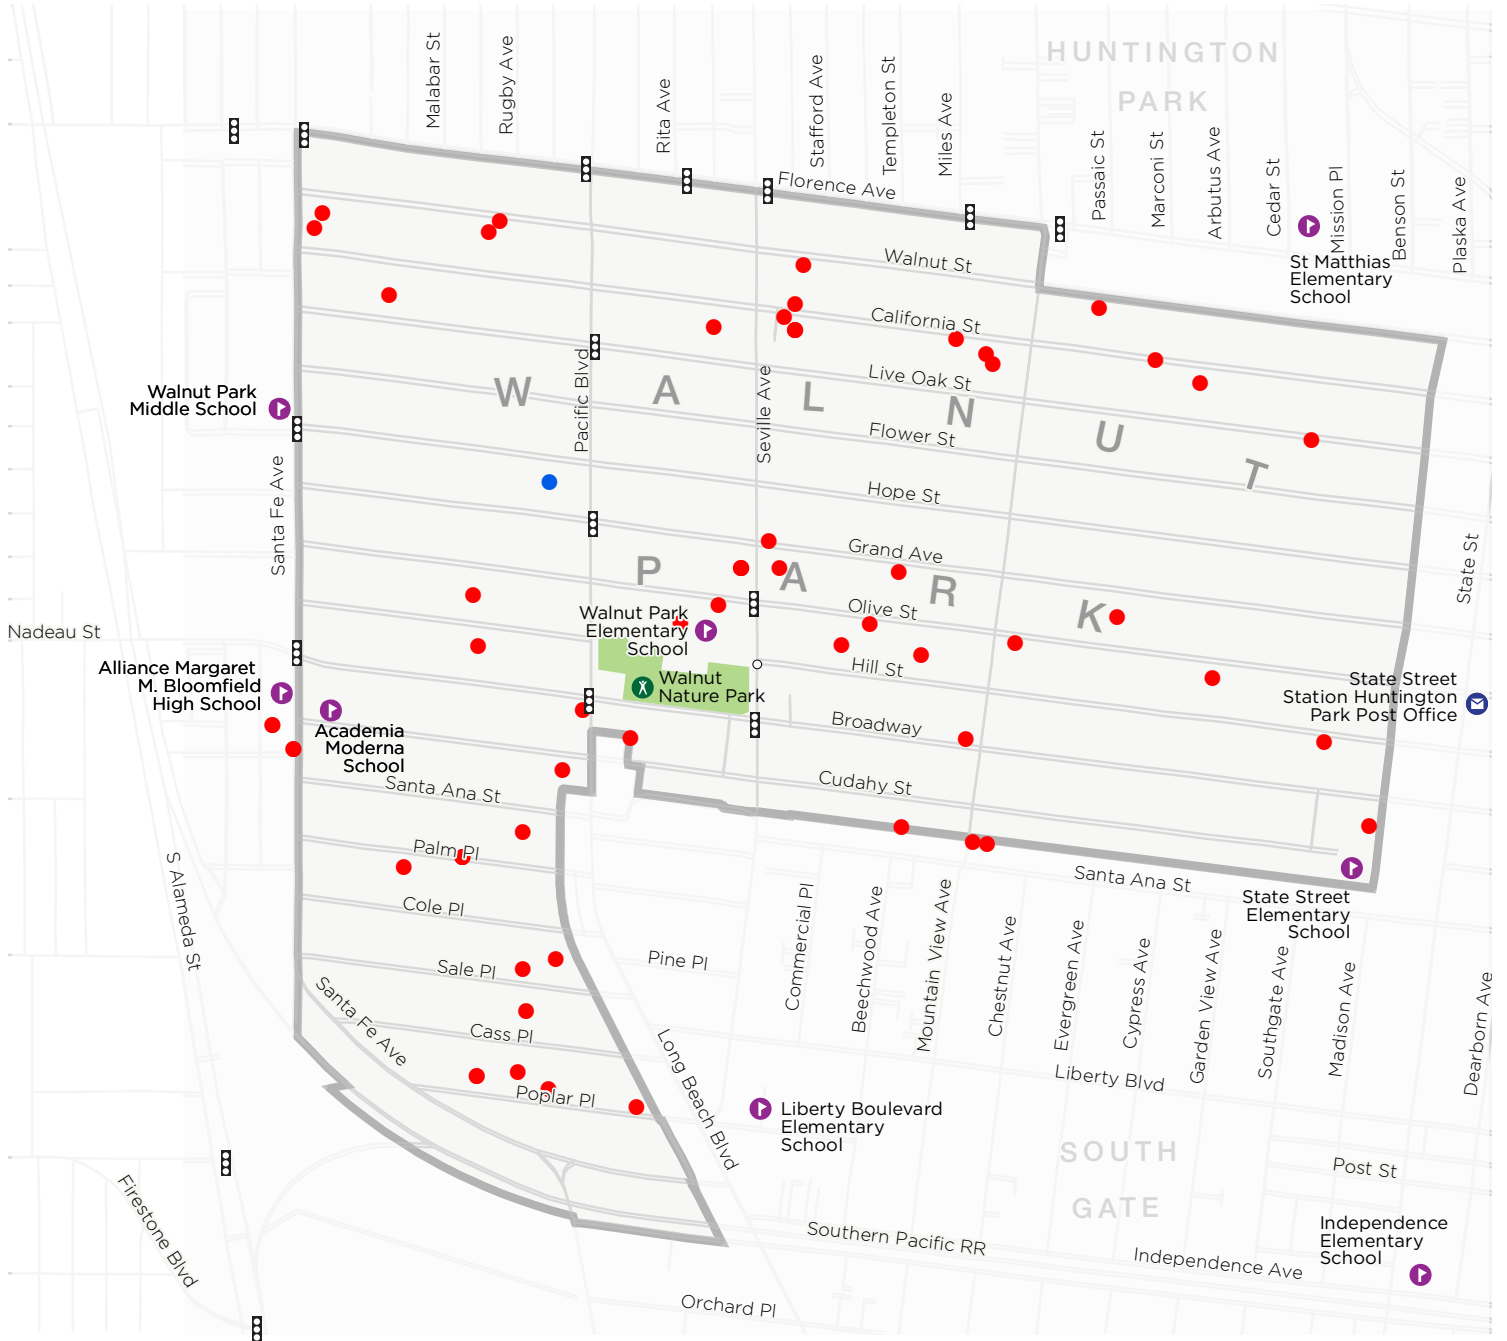 HUNTINGTON
PARK
Malabar St
Rugby Ave
Rita Ave
Stafford Ave
Templeton St
Miles Ave
Passaic St
Marconi St
Arbutus Ave
Cedar St
Mission Pl
Benson St
Plaska Ave
Florence Ave
St Matthias
Elementary
School
Walnut St
California St
Live Oak St
Flower St
Hope St
Grand Ave
Olive St
Hill St
Broadway
Cudahy St
Pacific Blvd
Seville Ave
Santa Fe Ave
State St
W A L N U T
P A R K
Walnut Park
Middle School
Nadeau St
Walnut Park
Elementary
School
Walnut
Nature Park
Alliance Margaret
M. Bloomfield
High School
Academia
Moderna
School
State Street
Station Huntington
Park Post Office
Santa Ana St
Palm Pl
Cole Pl
Sale Pl
Cass Pl
Poplar Pl
Santa Fe Ave
S Alameda St
Santa Ana St
State Street
Elementary
School
Pine Pl
Commercial Pl
Beechwood Ave
Mountain View Ave
Chestnut Ave
Evergreen Ave
Cypress Ave
Garden View Ave
Southgate Ave
Madison Ave
Dearborn Ave
Long Beach Blvd
Liberty Blvd
Liberty Boulevard
Elementary
School
SOUTH
GATE
Post St
Firestone Blvd
Southern Pacific RR
Independence Ave
Independence
Elementary
School
Orchard Pl